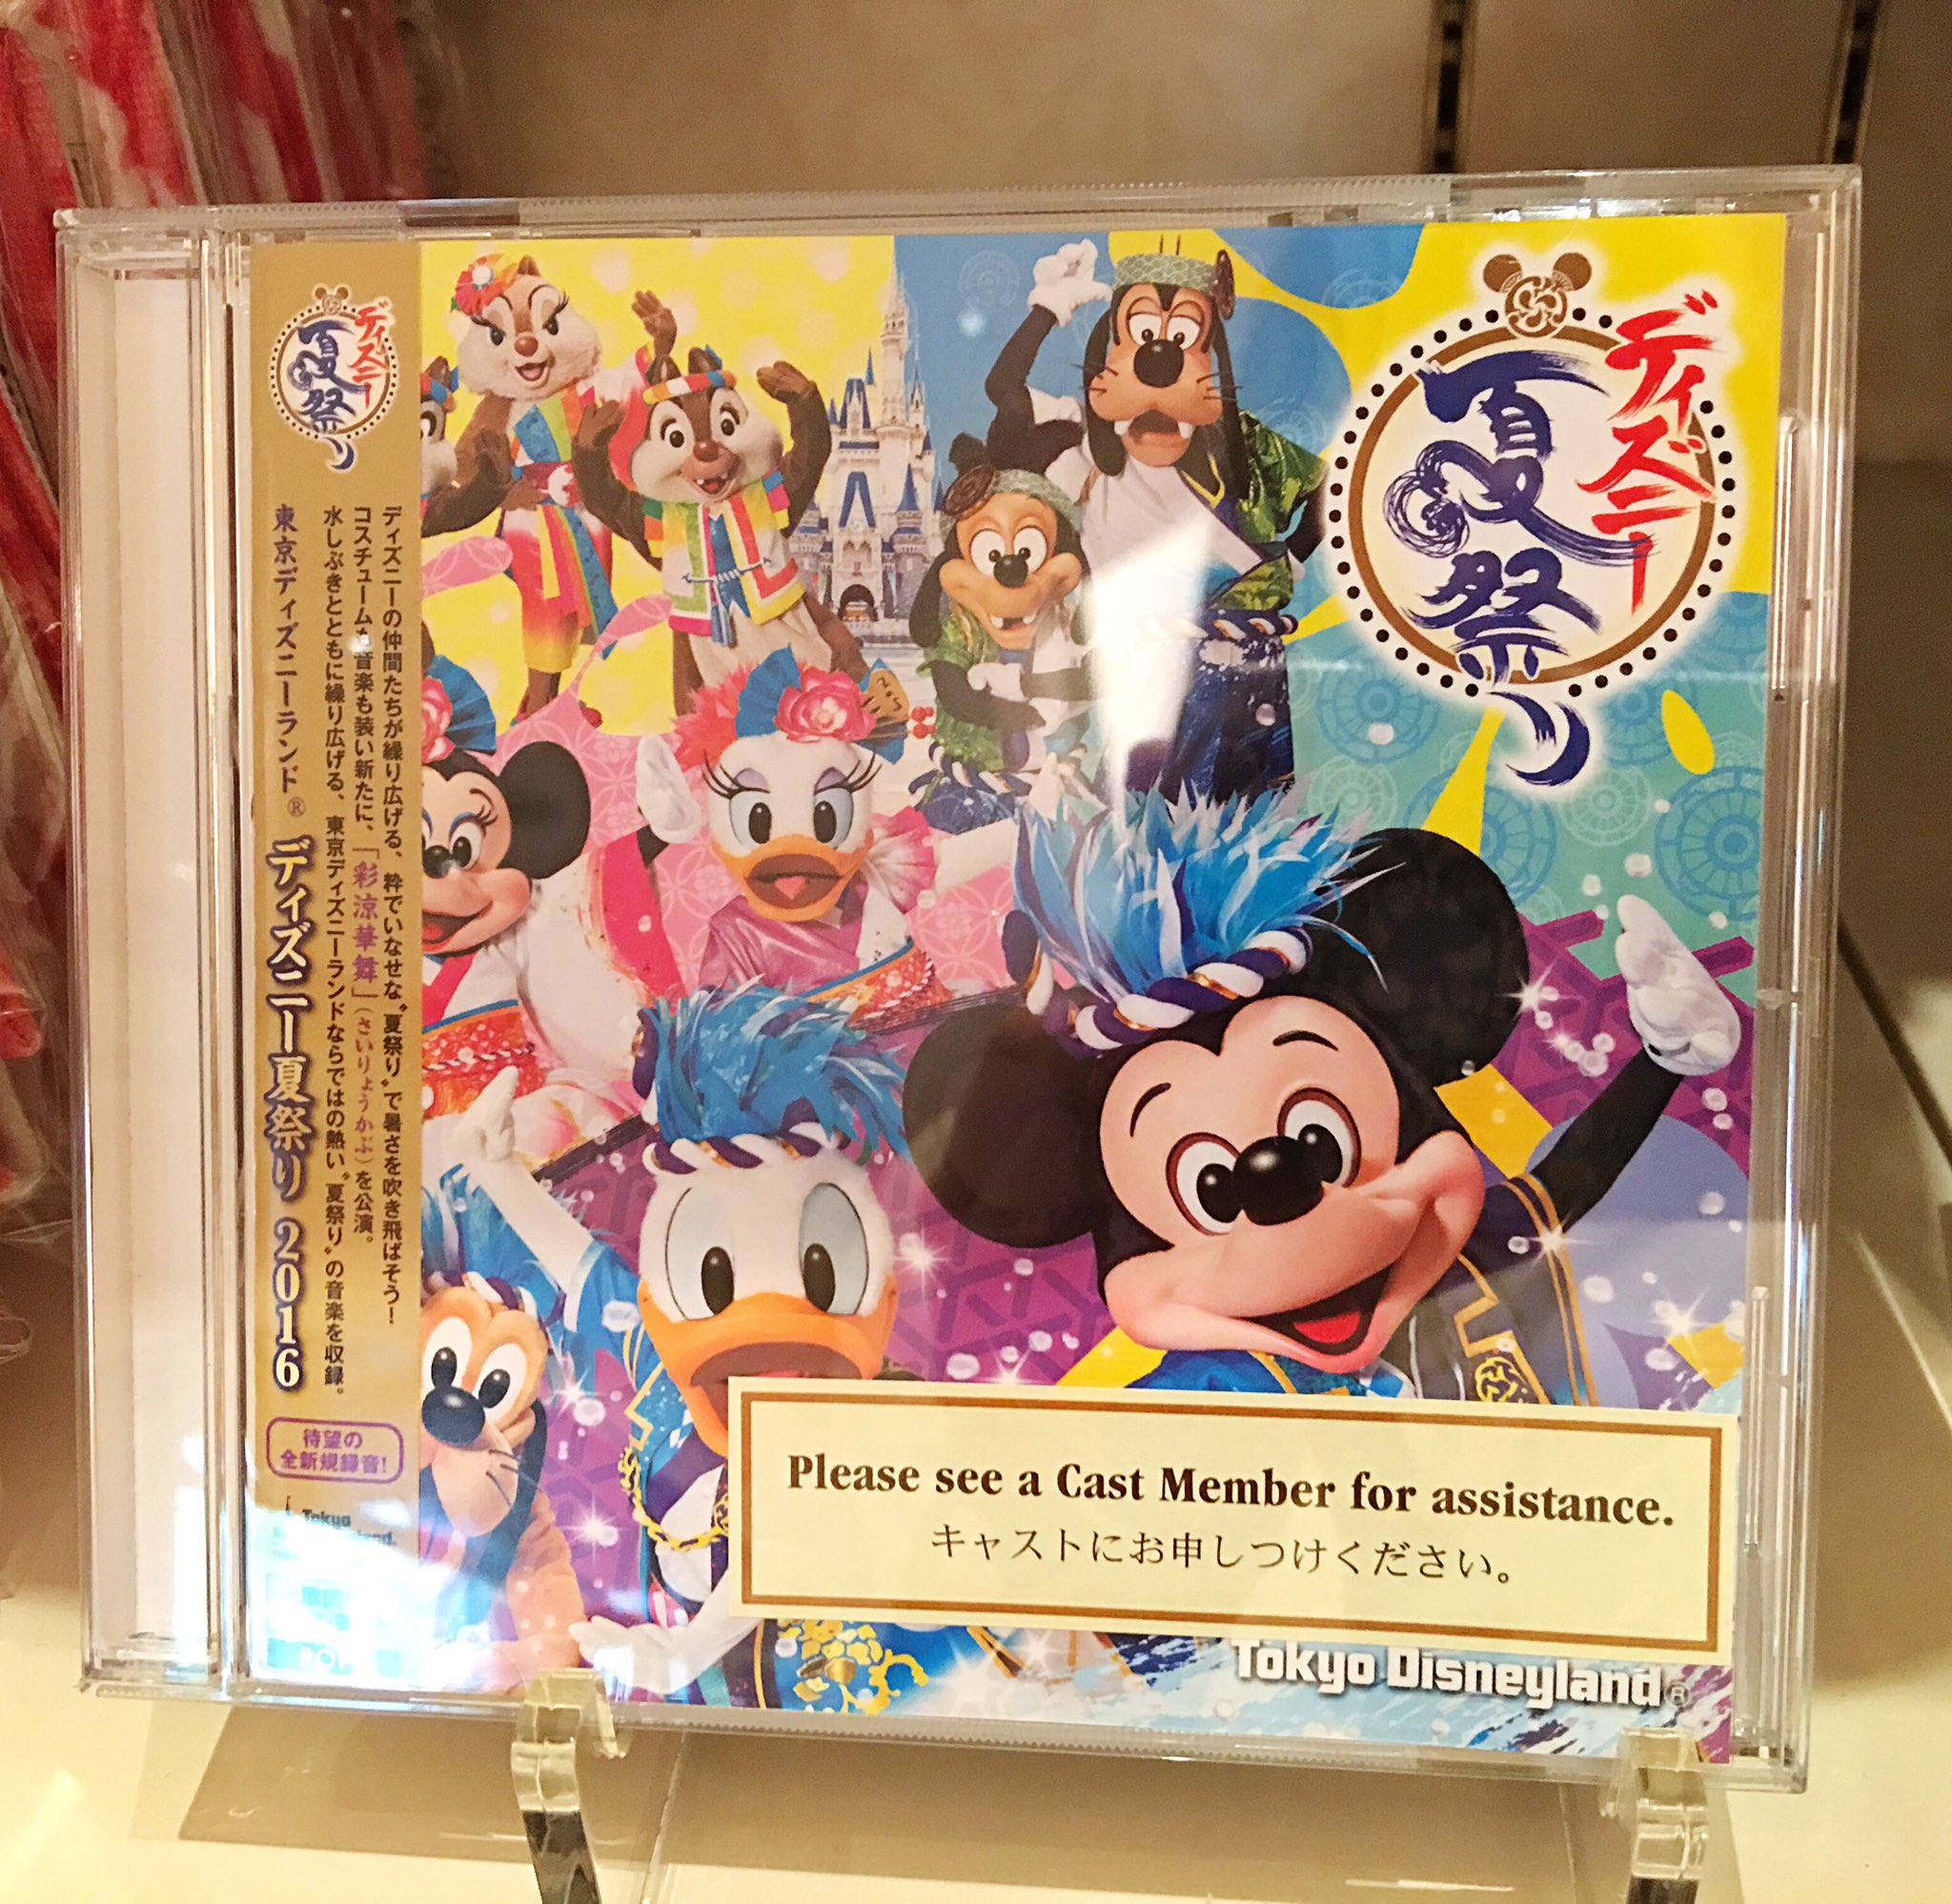 ディズニー
夏祭り
ディズニー
夏祭り
ディズニーの仲間たちが繰り広げる、粋でいなせな〝夏祭り〟で暑さを吹き飛ばそう!
コスチュームも音楽も装い新たに、「彩涼華舞」(さいりょうかぶ)を公演。
水しぶきとともに繰り広げる、東京ディズニーランドならではの熱い〝夏祭り〟の音楽を収録。
東京ディズニーランド® ディズニー夏祭り 2016
待望の
全新規録音!
Tokyo
Please see a Cast Member for assistance.
キャストにお申しつけください。
Tokyo Disneyland®